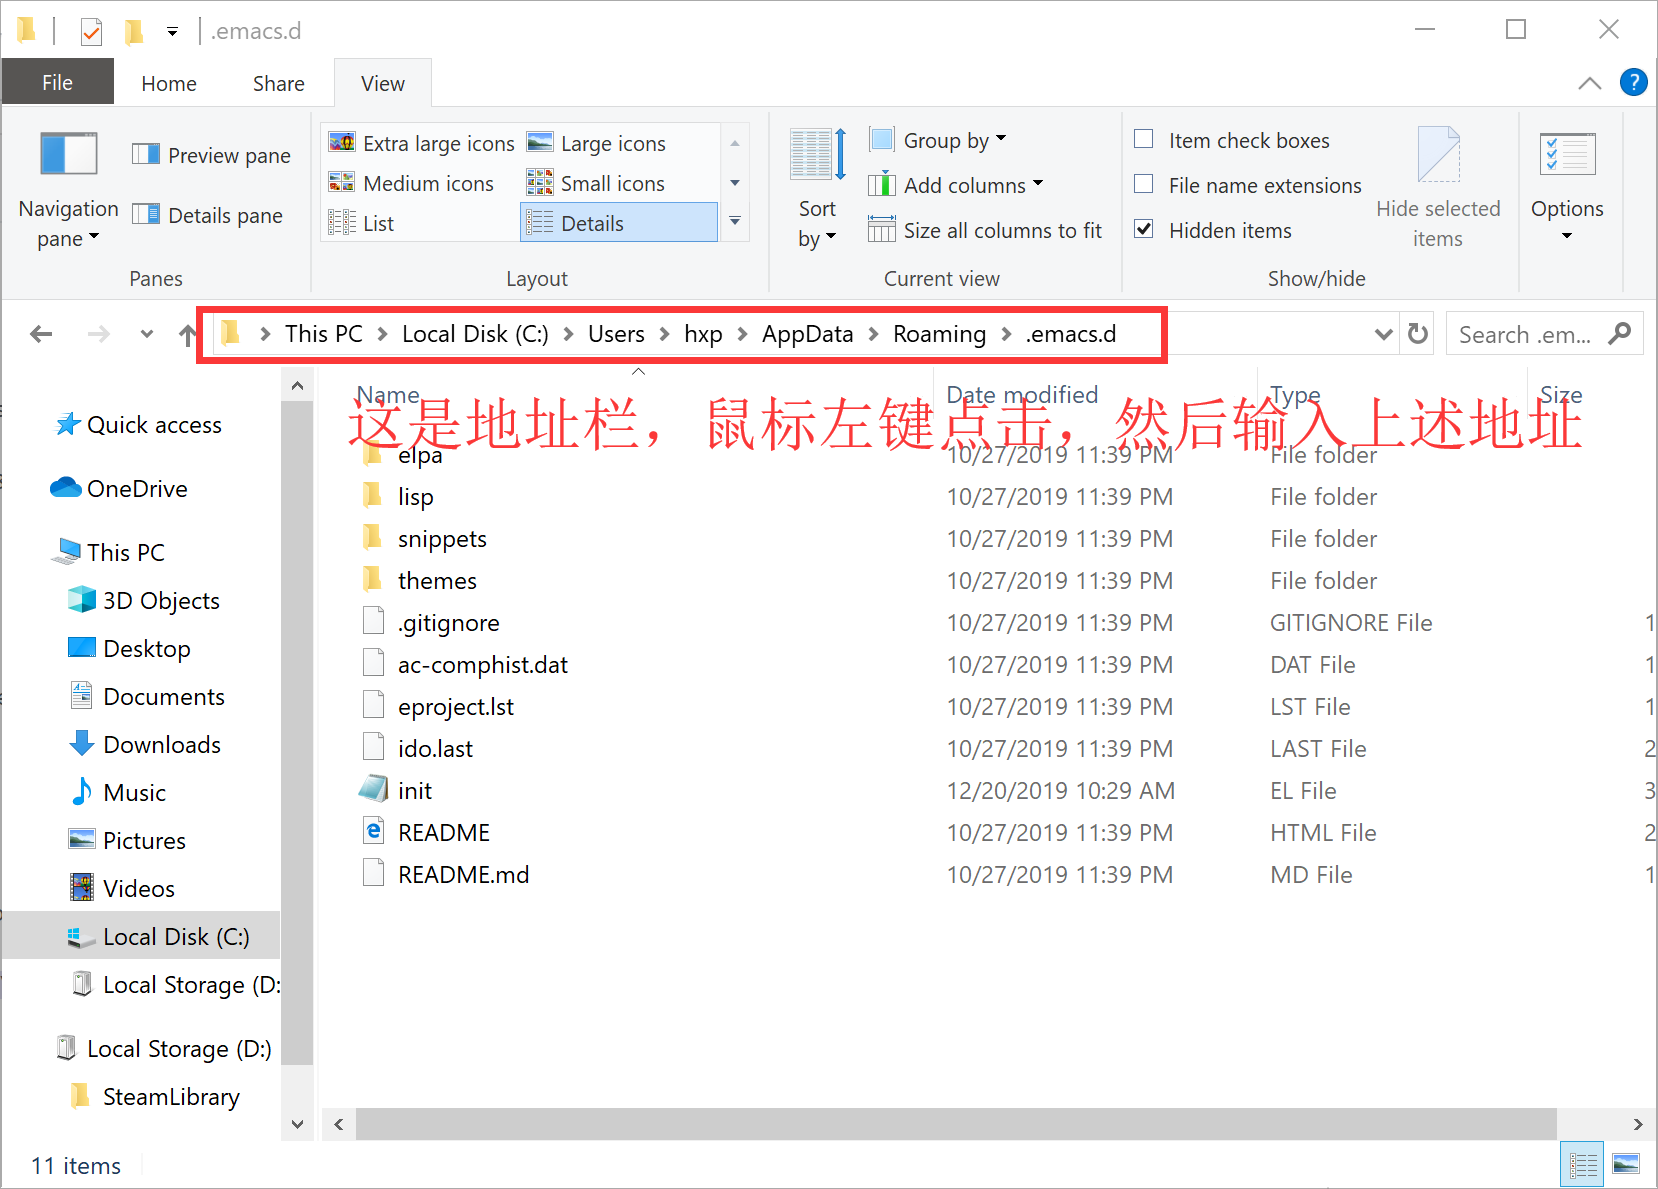 .emacs.d
File Home Share View
Navigation pane
Preview pane
Details pane
Panes
Extra large icons Large icons
Medium icons Small icons
List Details
Layout
Sort by
Group by
Add columns
Size all columns to fit
Current view
Item check boxes
File name extensions
Hidden items
Hide selected items
Show/hide
Options
This PC > Local Disk (C:) > Users > hxp > AppData > Roaming > .emacs.d
Search .em...
Quick access
OneDrive
This PC
3D Objects
Desktop
Documents
Downloads
Music
Pictures
Videos
Local Disk (C:)
Local Storage (D:
Local Storage (D:)
SteamLibrary
Name Date modified Type Size
这是地址栏，鼠标左键点击，然后输入上述地址
elpa 10/27/2019 11:39 PM File folder
lisp 10/27/2019 11:39 PM File folder
snippets 10/27/2019 11:39 PM File folder
themes 10/27/2019 11:39 PM File folder
.gitignore 10/27/2019 11:39 PM GITIGNORE File 1
ac-comphist.dat 10/27/2019 11:39 PM DAT File 1
eproject.lst 10/27/2019 11:39 PM LST File 1
ido.last 10/27/2019 11:39 PM LAST File 2
init 12/20/2019 10:29 AM EL File 3
README 10/27/2019 11:39 PM HTML File 2
README.md 10/27/2019 11:39 PM MD File 1
11 items